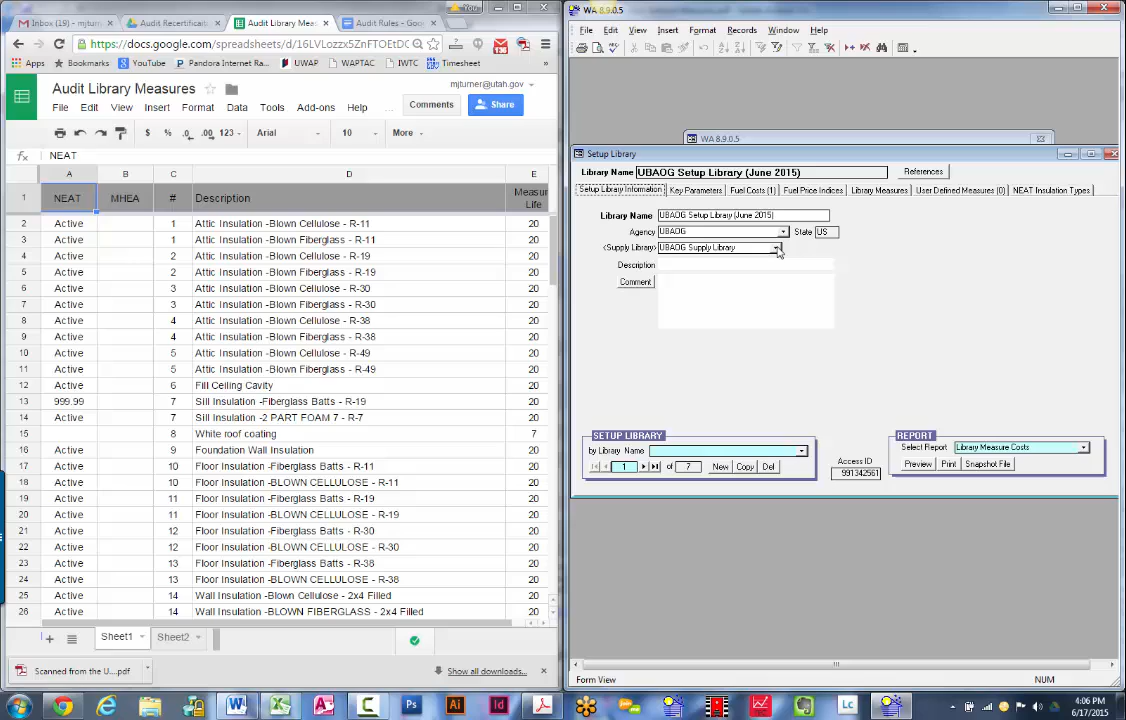 Inbox (19) - mjturn
Audit Recertificati
Audit Library Meas
Audit Rules - Goo
You
https://docs.google.com/spreadsheets/d/16LVLozzx5ZnFTOEtDC
Apps Bookmarks YouTube Pandora Internet Ra... UWAP WAPTAC IWTC Timesheet
Audit Library Measures
mjturner@utah.gov
File Edit View Insert Format Data Tools Add-ons Help ... Comments Share
$ % .0 .00 123 Arial 10 More
fx NEAT
A B C D E
1 NEAT MHEA # Description Measur Life
2 Active 1 Attic Insulation -Blown Cellulose - R-11 20
3 Active 1 Attic Insulation -Blown Fiberglass - R-11 20
4 Active 2 Attic Insulation -Blown Cellulose - R-19 20
5 Active 2 Attic Insulation -Blown Fiberglass - R-19 20
6 Active 3 Attic Insulation -Blown Cellulose - R-30 20
7 Active 3 Attic Insulation -Blown Fiberglass - R-30 20
8 Active 4 Attic Insulation -Blown Cellulose - R-38 20
9 Active 4 Attic Insulation -Blown Fiberglass - R-38 20
10 Active 5 Attic Insulation -Blown Cellulose - R-49 20
11 Active 5 Attic Insulation -Blown Fiberglass - R-49 20
12 Active 6 Fill Ceiling Cavity 20
13 999.99 7 Sill Insulation -Fiberglass Batts - R-19 20
14 Active 7 Sill Insulation -2 PART FOAM 7 - R-7 20
15 8 White roof coating 7
16 Active 9 Foundation Wall Insulation 20
17 Active 10 Floor Insulation -Fiberglass Batts - R-11 20
18 Active 10 Floor Insulation -BLOWN CELLULOSE - R-11 20
19 Active 11 Floor Insulation -Fiberglass Batts - R-19 20
20 Active 11 Floor Insulation -BLOWN CELLULOSE - R-19 20
21 Active 12 Floor Insulation -Fiberglass Batts - R-30 20
22 Active 12 Floor Insulation -BLOWN CELLULOSE - R-30 20
23 Active 13 Floor Insulation -Fiberglass Batts - R-38 20
24 Active 13 Floor Insulation -BLOWN CELLULOSE - R-38 20
25 Active 14 Wall Insulation -Blown Cellulose - 2x4 Filled 20
26 Active 14 Wall Insulation -BLOWN FIBERGLASS - 2x4 Filled 20
Sheet1 Sheet2
Scanned from the U....pdf
Show all downloads...
WA 8.9.0.5
File Edit View Insert Format Records Window Help
WA 8.9.0.5
Setup Library
Library Name UBAOG Setup Library (June 2015) References
Setup Library Information Key Parameters Fuel Costs (1) Fuel Price Indices Library Measures User Defined Measures (0) NEAT Insulation Types
Library Name UBAOG Setup Library (June 2015)
Agency UBAOG State US
<Supply Library> UBAOG Supply Library
Description
Comment
SETUP LIBRARY
by Library Name
1 of 7 New Copy Del
Access ID
991342561
REPORT
Select Report Library Measure Costs
Preview Print Snapshot File
Form View NUM
4:06 PM
6/17/2015